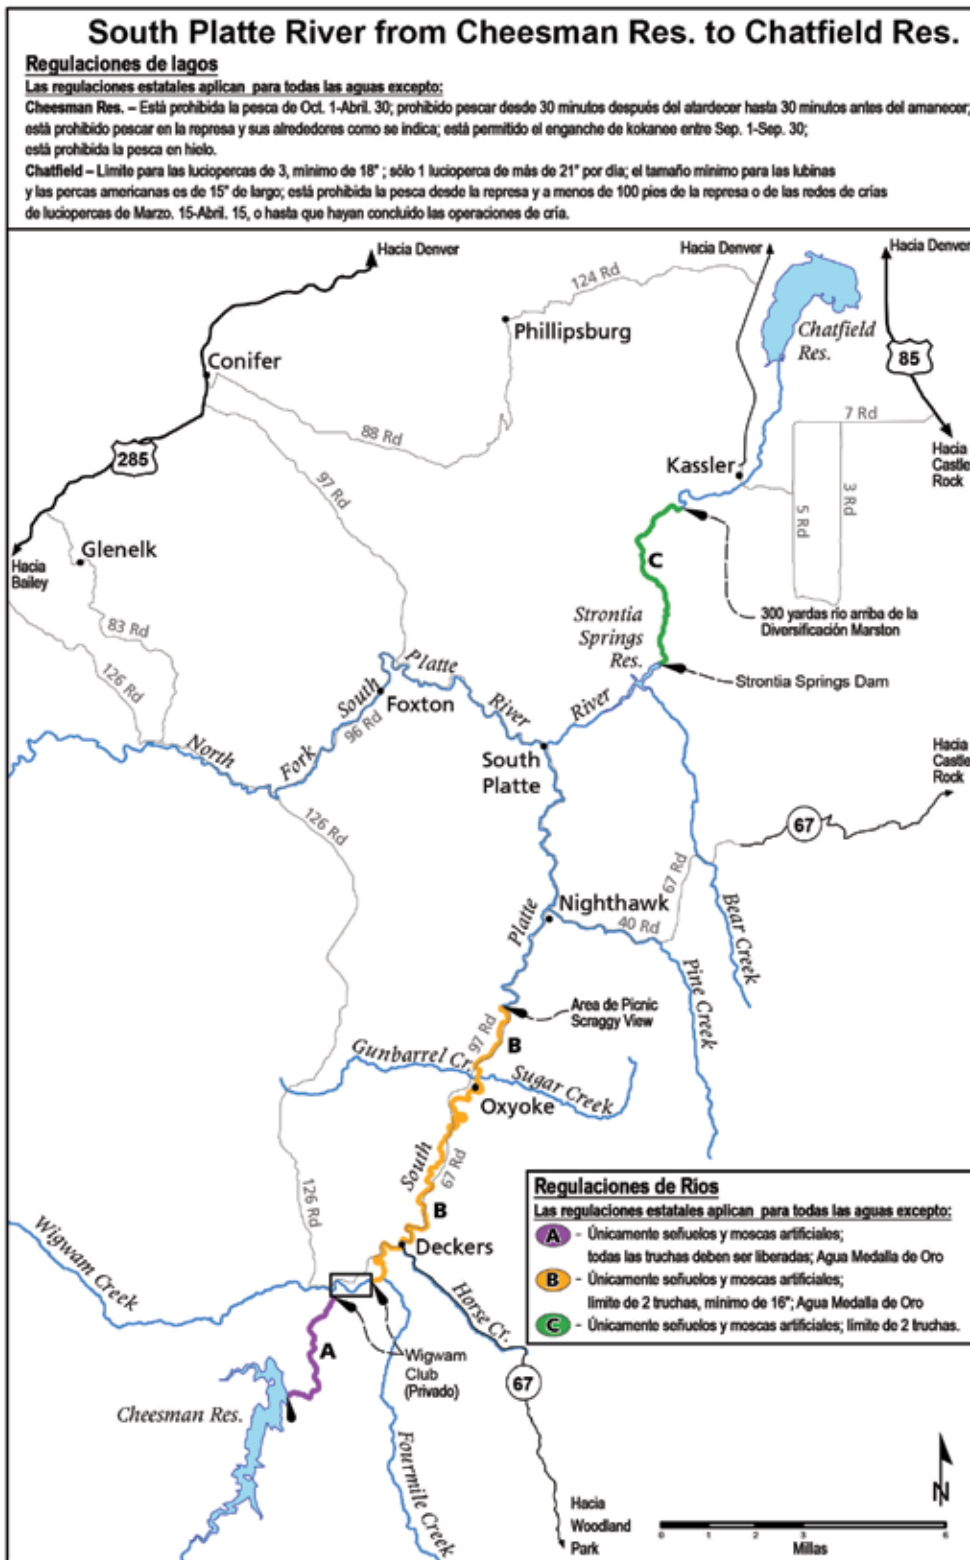 South Platte River from Cheesman Res. to Chatfield Res.
Regulaciones de lagos
Las regulaciones estatales aplican para todas las aguas excepto:
Cheesman Res. – Está prohibida la pesca de Oct. 1-Abril. 30; prohibido pescar desde 30 minutos después del atardecer hasta 30 minutos antes del amanecer;
está prohibido pescar en la represa y sus alrededores como se indica; está permitido el enganche de kokanee entre Sep. 1-Sep. 30;
está prohibida la pesca en hielo.
Chatfield – Límite para las luciopercas de 3, mínimo de 18" ; sólo 1 lucioperca de más de 21" por día; el tamaño mínimo para las lubinas
y las percas americanas es de 15" de largo; está prohibida la pesca desde la represa y a menos de 100 pies de la represa o de las redes de crías
de luciopercas de Marzo. 15-Abril. 15, o hasta que hayan concluido las operaciones de cría.
Hacia Denver
Hacia Denver
Hacia Denver
124 Rd
Phillipsburg
Chatfield
Res.
Conifer
85
88 Rd
7 Rd
285
97 Rd
Kassler
Hacia
Castle
Rock
3 Rd
5 Rd
Glenelk
Hacia
Bailey
C
83 Rd
126 Rd
300 yardas río arriba de la
Diversificación Marston
Strontia
Springs
Res.
Strontia Springs Dam
Platte
South
River
River
Foxton
96 Rd
North
Fork
South
Platte
Hacia
Castle
Rock
67
126 Rd
67 Rd
Nighthawk
40 Rd
Platte
Bear Creek
Pine Creek
Area de Picnic
Scraggy View
97 Rd
B
Gunbarrel Cr.
Sugar Creek
Oxyoke
South
67 Rd
126 Rd
B
Deckers
Wigwam Creek
Horse Cr.
A
Wigwam
Club
(Privado)
67
Cheesman Res.
Fourmile Creek
Regulaciones de Ríos
Las regulaciones estatales aplican para todas las aguas excepto:
A - Únicamente señuelos y moscas artificiales;
todas las truchas deben ser liberadas; Agua Medalla de Oro
B - Únicamente señuelos y moscas artificiales;
límite de 2 truchas, mínimo de 16"; Agua Medalla de Oro
C - Únicamente señuelos y moscas artificiales; límite de 2 truchas.
Hacia
Woodland
Park
N
0 1 2 3 6
Millas